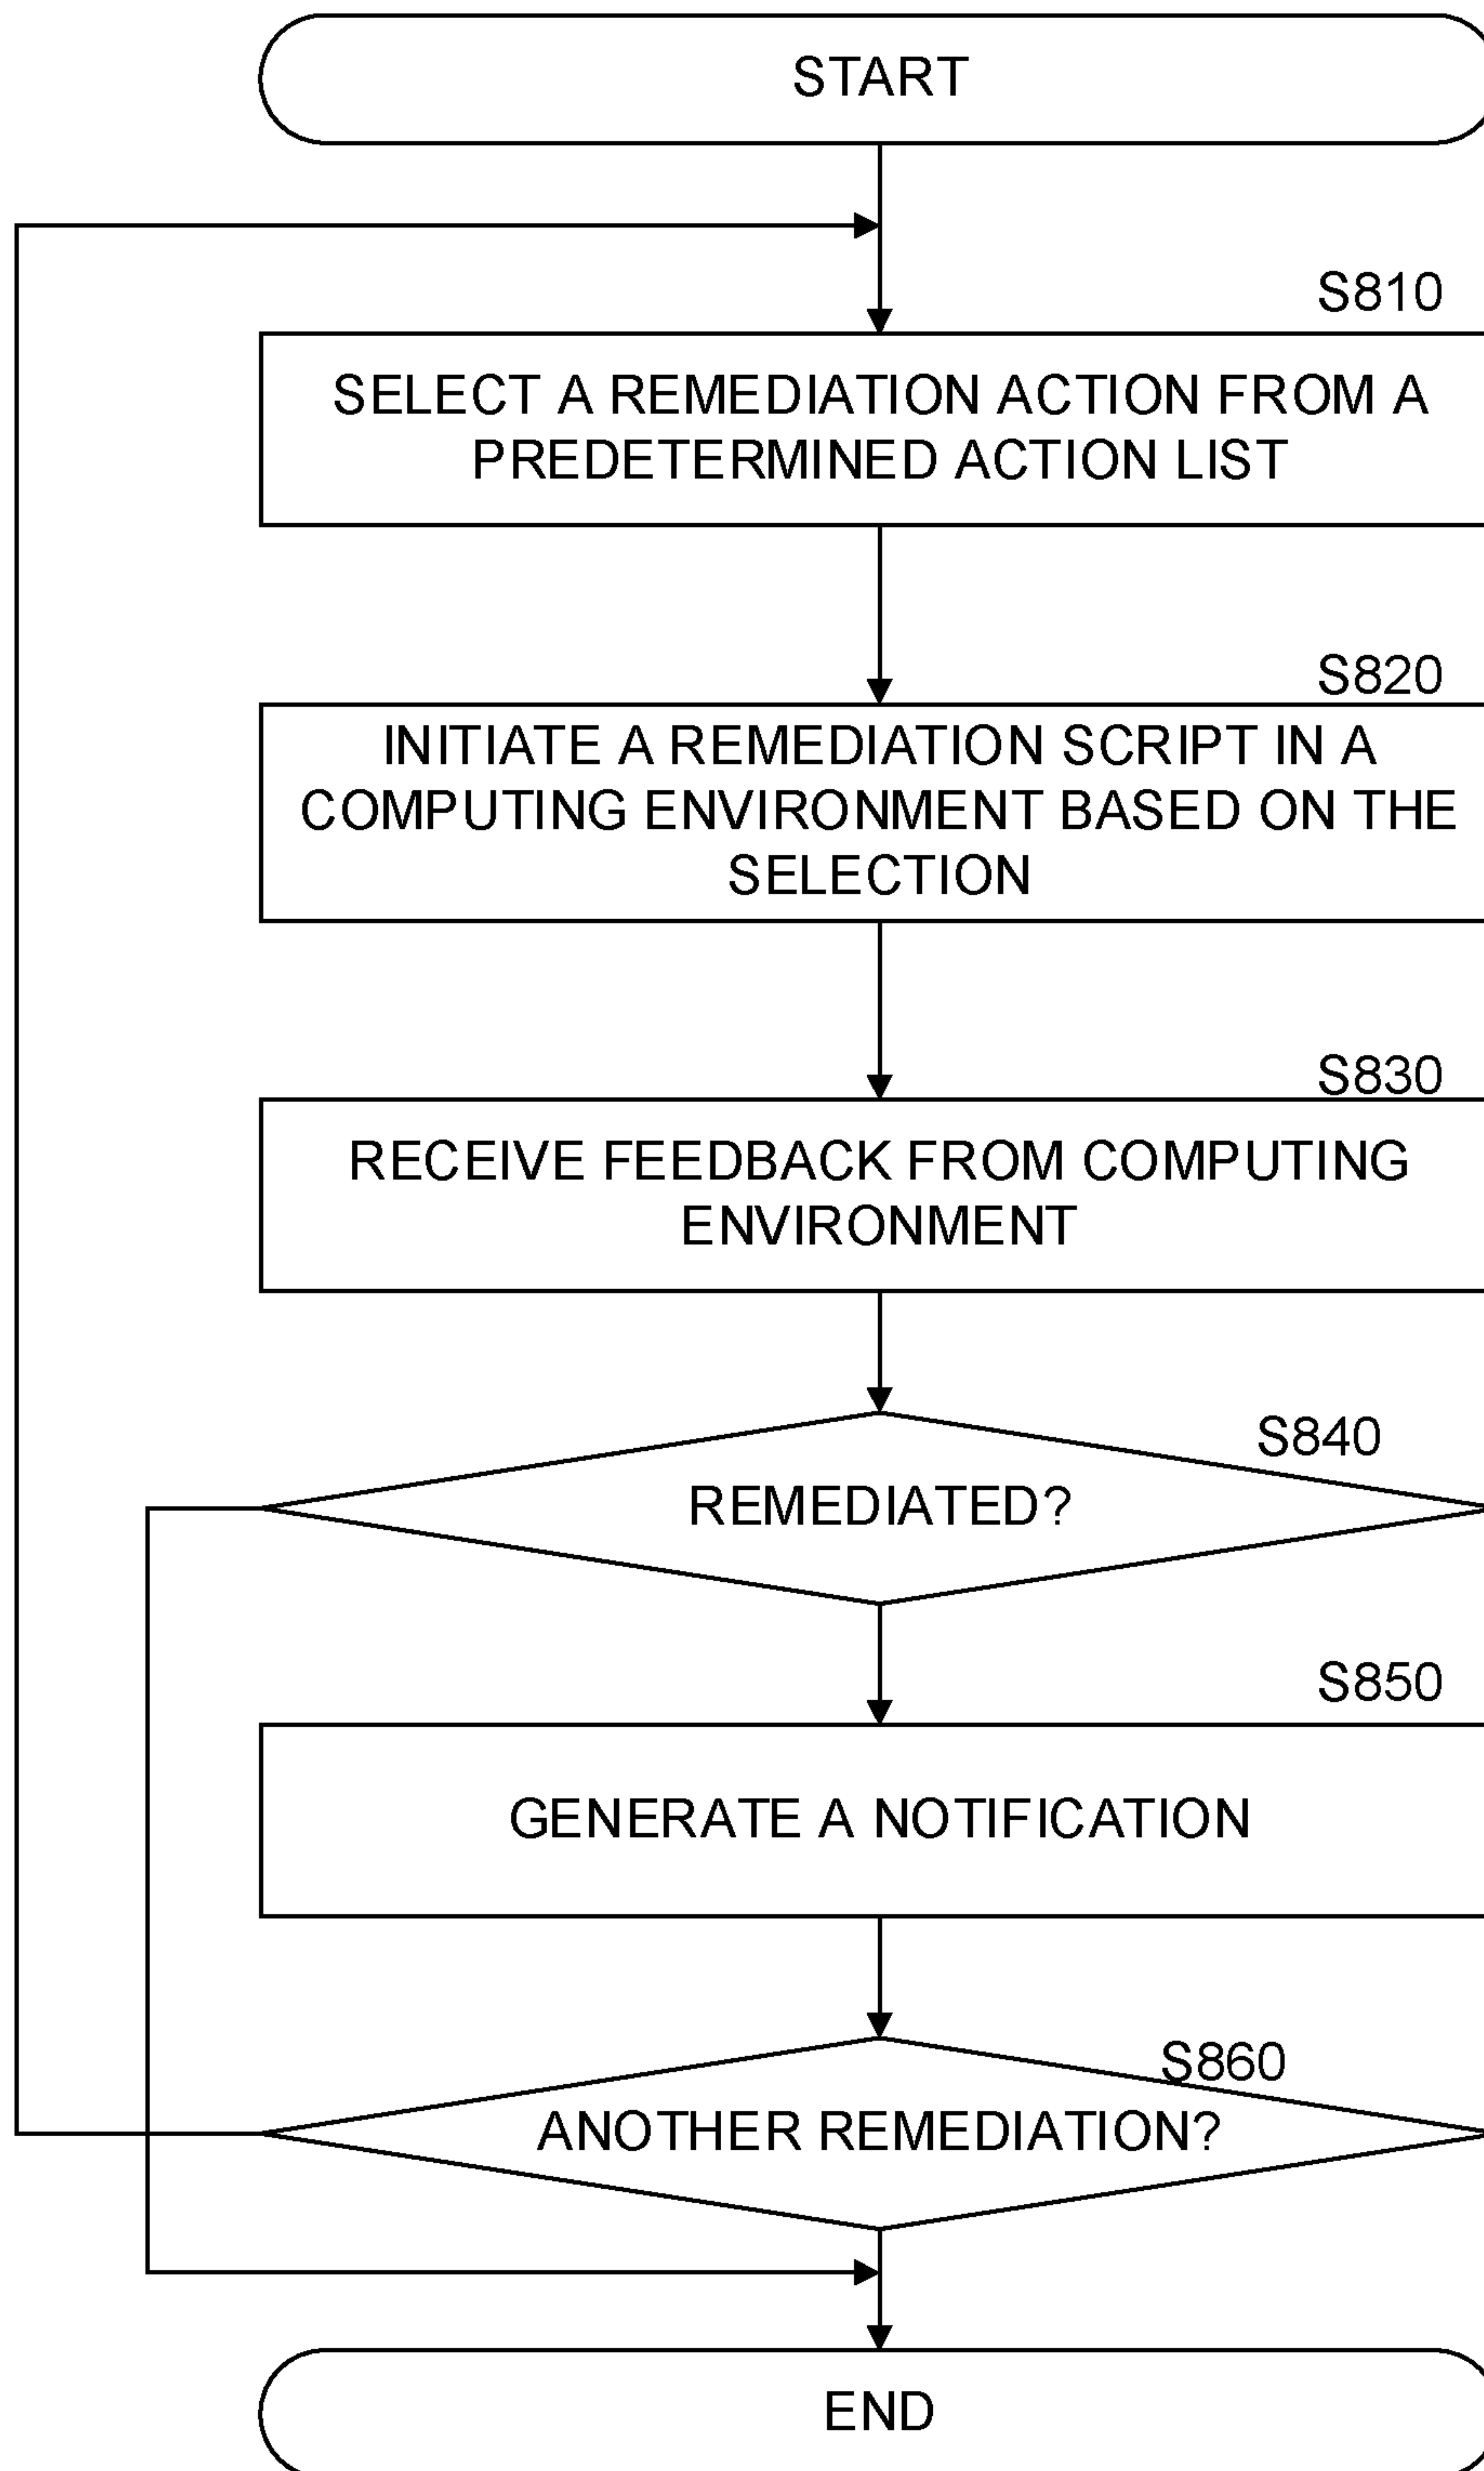 START
S810
SELECT A REMEDIATION ACTION FROM A
PREDETERMINED ACTION LIST
S820
INITIATE A REMEDIATION SCRIPT IN A
COMPUTING ENVIRONMENT BASED ON THE
SELECTION
S830
RECEIVE FEEDBACK FROM COMPUTING
ENVIRONMENT
S840
REMEDIATED?
S850
GENERATE A NOTIFICATION
S860
ANOTHER REMEDIATION?
END